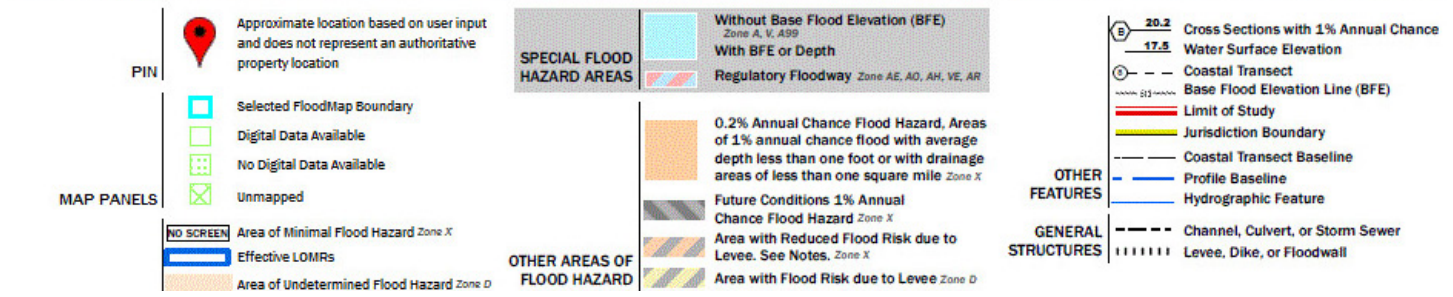 PIN
Approximate location based on user input
and does not represent an authoritative
property location
MAP PANELS
Selected FloodMap Boundary
Digital Data Available
No Digital Data Available
Unmapped
NO SCREEN Area of Minimal Flood Hazard Zone X
Effective LOMRs
Area of Undetermined Flood Hazard Zone D
SPECIAL FLOOD
HAZARD AREAS
Without Base Flood Elevation (BFE)
Zone A, V, A99
With BFE or Depth
Regulatory Floodway Zone AE, AO, AH, VE, AR
0.2% Annual Chance Flood Hazard, Areas
of 1% annual chance flood with average
depth less than one foot or with drainage
areas of less than one square mile Zone X
Future Conditions 1% Annual
Chance Flood Hazard Zone X
Area with Reduced Flood Risk due to
Levee. See Notes. Zone X
OTHER AREAS OF
FLOOD HAZARD
Area with Flood Risk due to Levee Zone D
B 20.2 Cross Sections with 1% Annual Chance
17.5 Water Surface Elevation
Coastal Transect
Base Flood Elevation Line (BFE)
Limit of Study
Jurisdiction Boundary
Coastal Transect Baseline
OTHER
FEATURES
Profile Baseline
Hydrographic Feature
GENERAL
STRUCTURES
Channel, Culvert, or Storm Sewer
Levee, Dike, or Floodwall